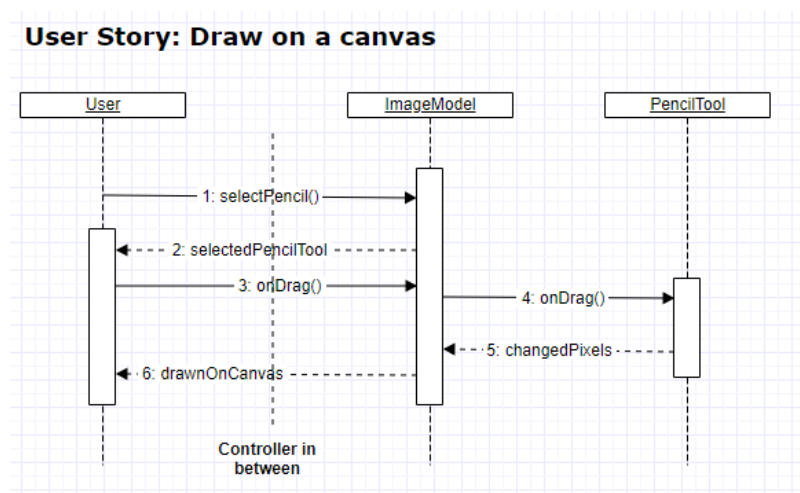 User Story: Draw on a canvas
User
ImageModel
PencilTool
1: selectPencil()
2: selectedPencilTool
3: onDrag()
4: onDrag()
5: changedPixels
6: drawnOnCanvas
Controller in
between